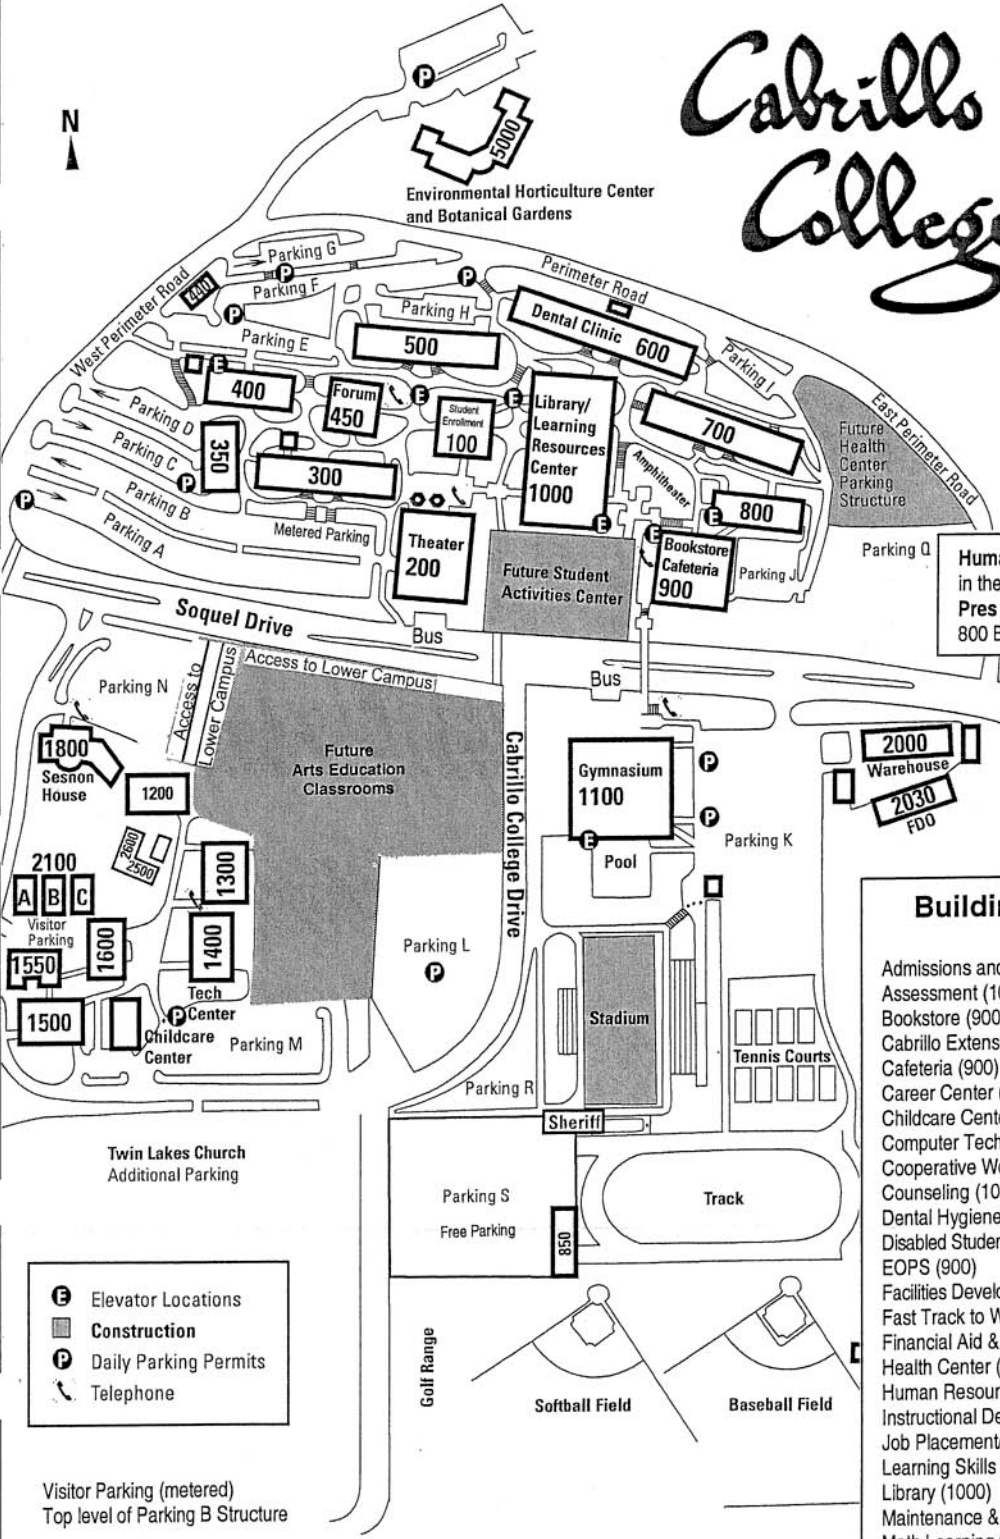 Cabrillo
College
N
P
5000
Environmental Horticulture Center
and Botanical Gardens
Parking G
P
Perimeter Road
P
West Perimeter Road
4401
Parking F
P
Parking H
Dental Clinic 600
Parking E
500
Parking I
E
400
Forum
450
E
Student
Enrollment
100
E
Library/
Learning
Resources
Center
1000
E
700
Future
Health
Center
Parking
Structure
East Perimeter Road
Parking D
350
Parking C
P
300
Amphitheater
Parking B
P
Parking A
Metered Parking
Theater
200
E
800
E
Bookstore
Cafeteria
900
Parking J
Parking Q
Future Student
Activities Center
Huma
in the
Pres
800 B
Soquel Drive
Bus
Bus
Access to Lower Campus
Access to
Lower Campus
Parking N
1800
Sesnon
House
1200
Future
Arts Education
Classrooms
Cabrillo College Drive
Gymnasium
1100
E
P
P
Pool
Parking K
2000
Warehouse
2030
FDO
2600
2500
2100
A B C
Visitor
Parking
1300
1400
1600
1550
1500
Tech
Center
P
Childcare
Center
Parking M
Parking L
P
Stadium
Tennis Courts
Parking R
Sheriff
Twin Lakes Church
Additional Parking
Parking S
Free Parking
850
Track
E Elevator Locations
Construction
P Daily Parking Permits
Telephone
Golf Range
Softball Field
Baseball Field
Visitor Parking (metered)
Top level of Parking B Structure
Buildin
Admissions and
Assessment (10
Bookstore (900
Cabrillo Extens
Cafeteria (900)
Career Center (
Childcare Cente
Computer Tech
Cooperative Wo
Counseling (10
Dental Hygiene
Disabled Studen
EOPS (900)
Facilities Develo
Fast Track to W
Financial Aid &
Health Center (
Human Resour
Instructional De
Job Placement
Learning Skills
Library (1000)
Maintenance &